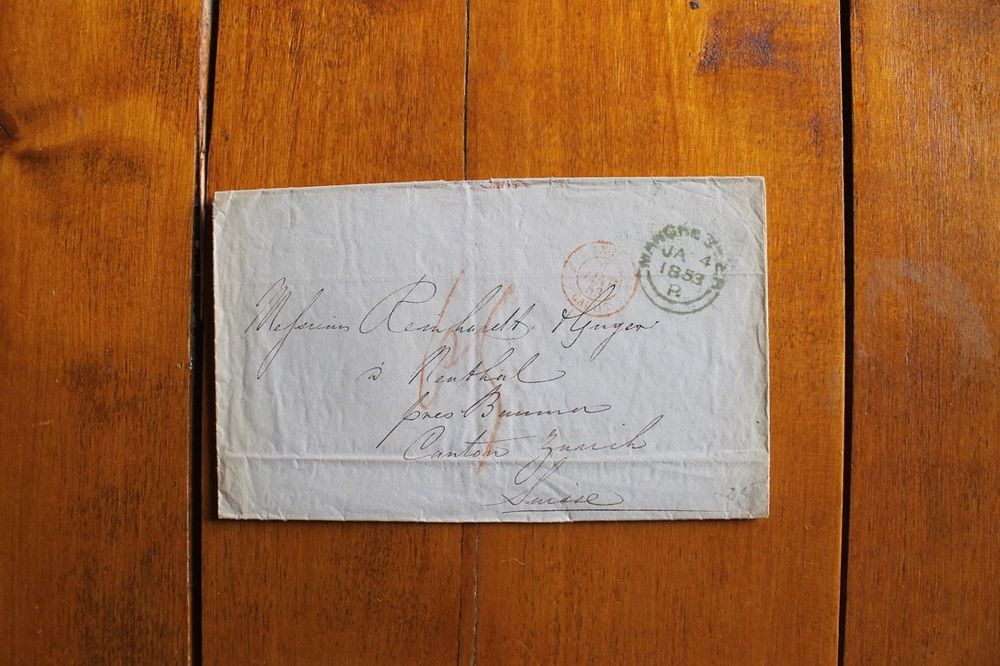 MANCHESTER
JA 4
1853
R
Messieurs Reinhardt & Guyer
à Neuthal
près Bauma
Canton Zurich
Suisse